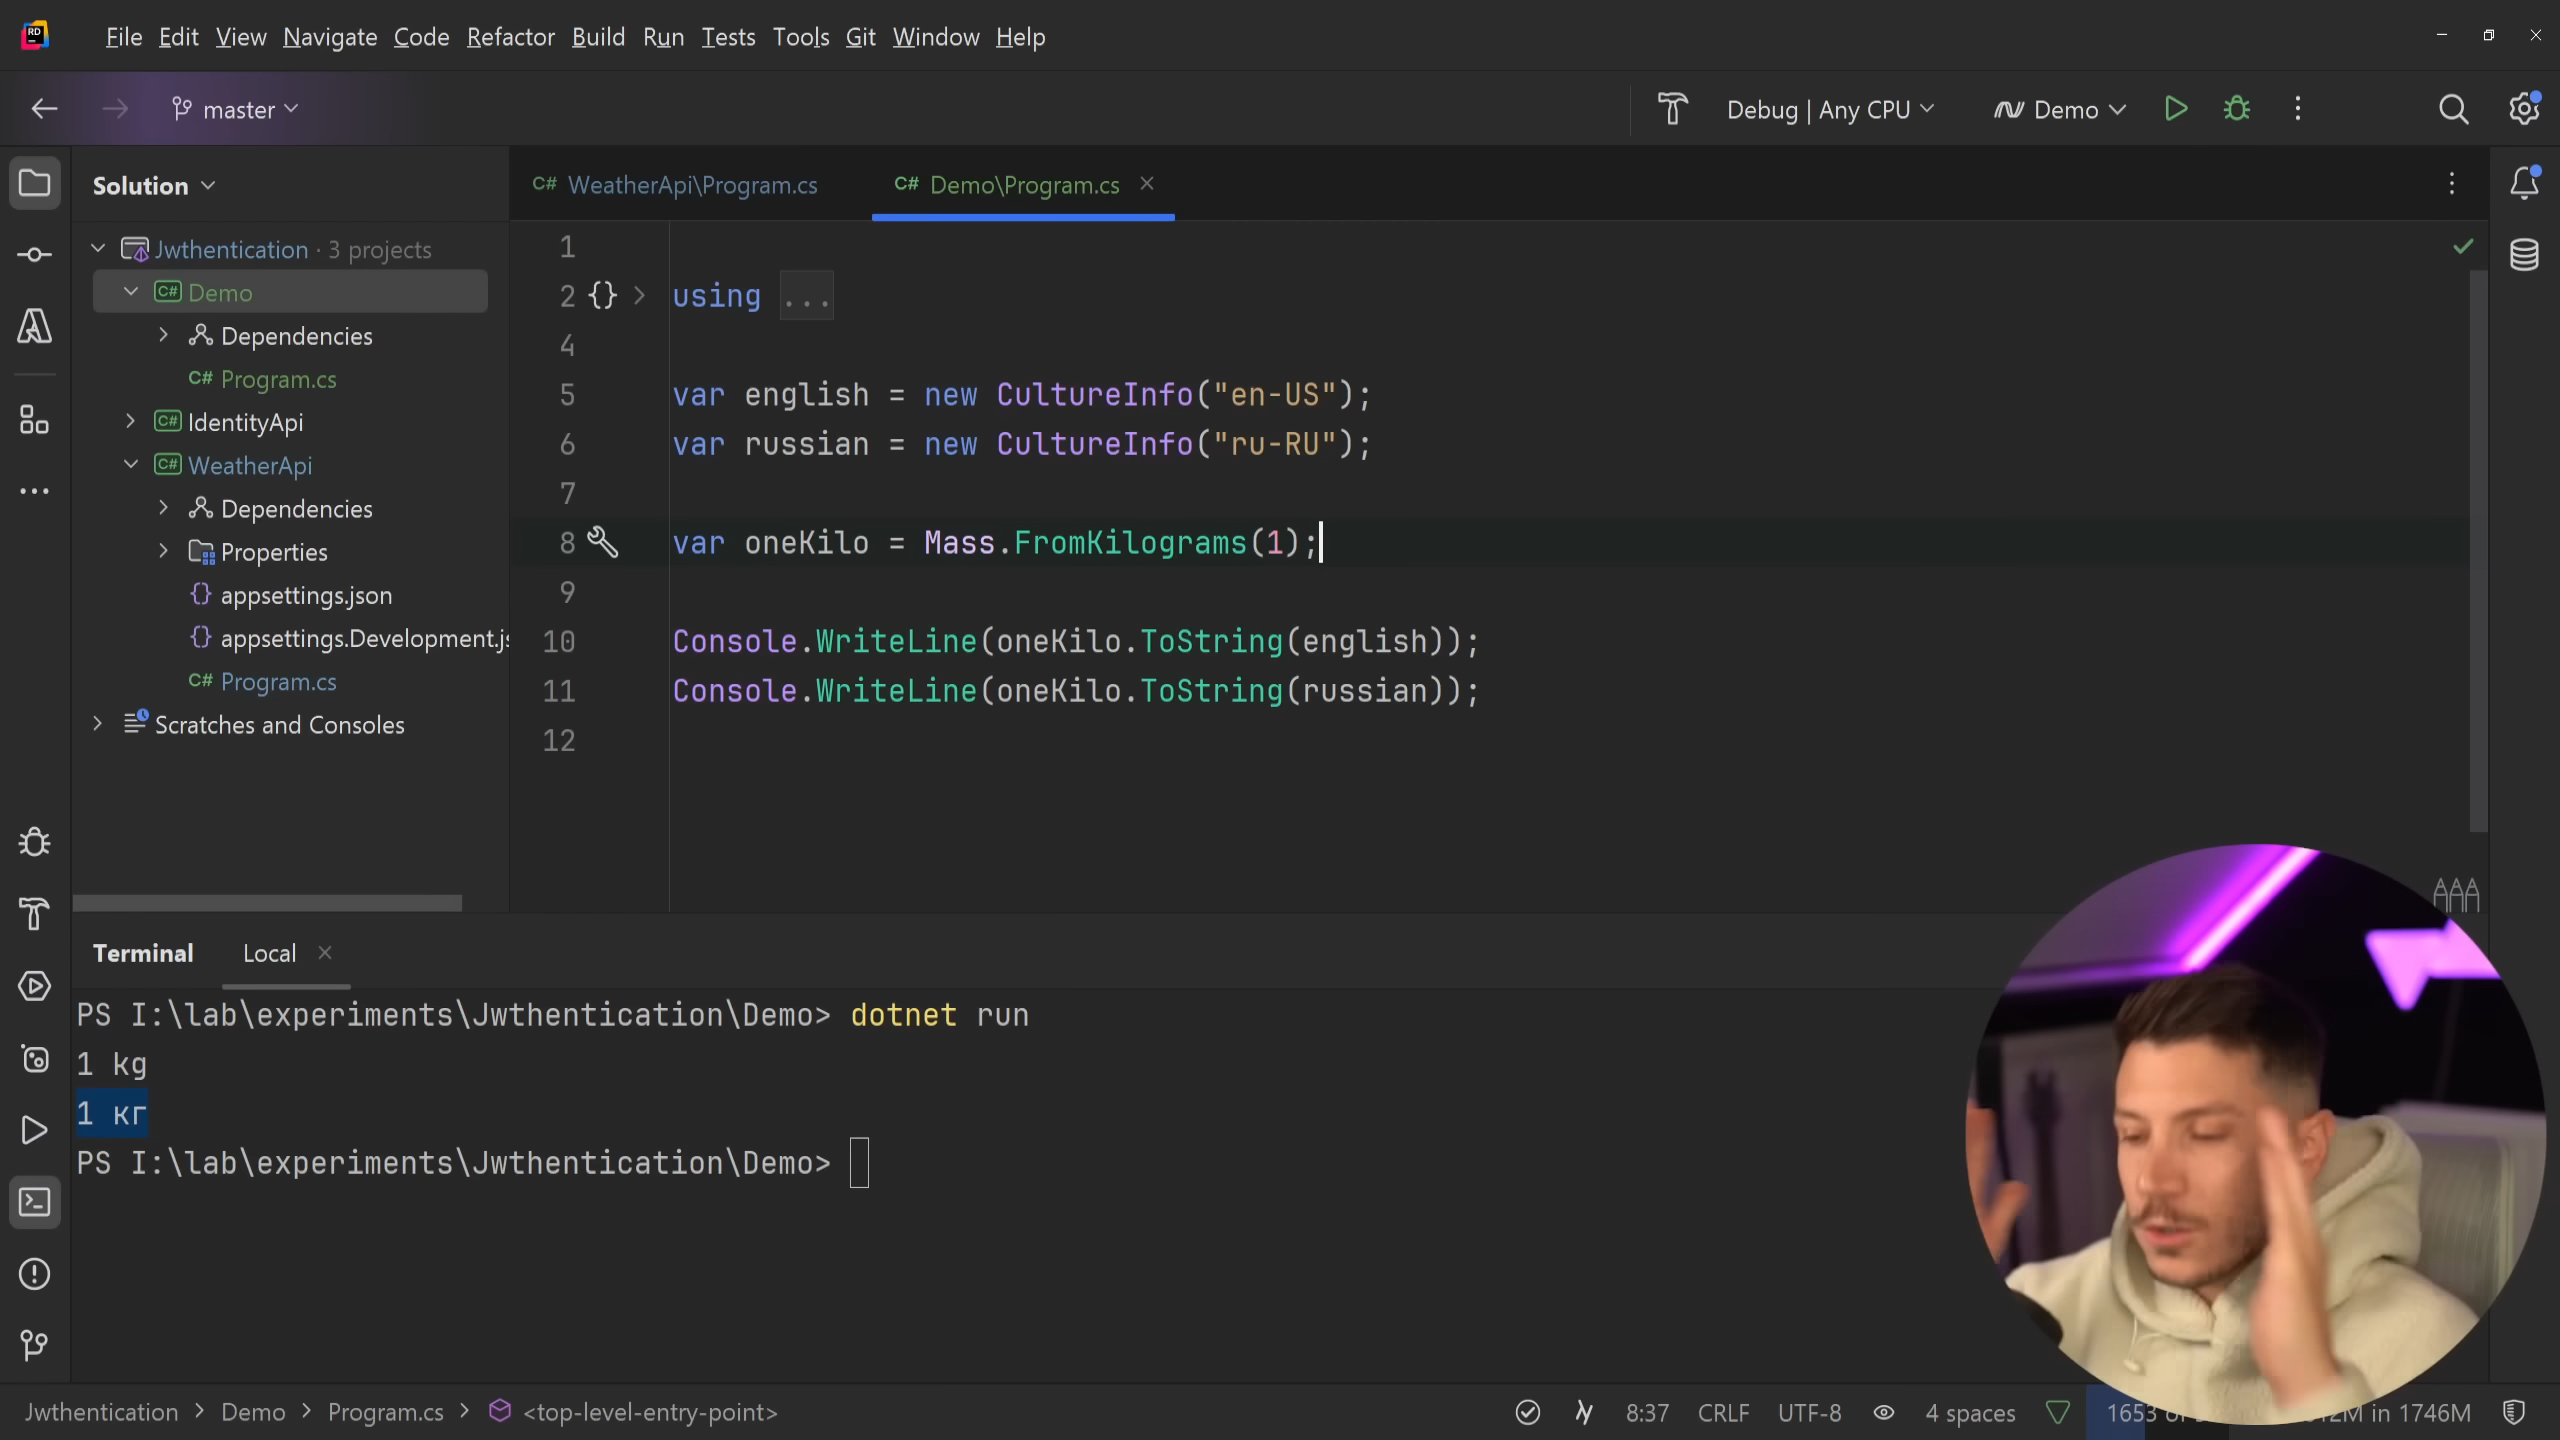 RD File Edit View Navigate Code Refactor Build Run Tests Tools Git Window Help
master Debug | Any CPU Demo
Solution C# WeatherApi\Program.cs C# Demo\Program.cs
Jwthentication · 3 projects
C# Demo
Dependencies
C# Program.cs
C# IdentityApi
C# WeatherApi
Dependencies
Properties
{} appsettings.json
{} appsettings.Development.js
C# Program.cs
Scratches and Consoles
1
2 {} using ...
4
5 var english = new CultureInfo("en-US");
6 var russian = new CultureInfo("ru-RU");
7
8 var oneKilo = Mass.FromKilograms(1);
9
10 Console.WriteLine(oneKilo.ToString(english));
11 Console.WriteLine(oneKilo.ToString(russian));
12
Terminal Local
PS I:\lab\experiments\Jwthentication\Demo> dotnet run
1 kg
1 кг
PS I:\lab\experiments\Jwthentication\Demo>
Jwthentication > Demo > Program.cs > <top-level-entry-point> 8:37 CRLF UTF-8 4 spaces 1653 in 1746M